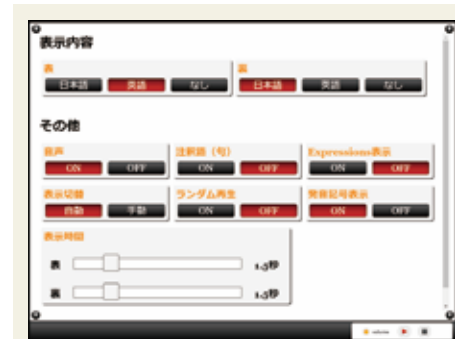 表示内容
表 裏
日本語 英語 なし 日本語 英語 なし
その他
音声 注釈語（句） Expressions表示
ON OFF ON OFF ON OFF
表示切替 ランダム再生 発音記号表示
自動 手動 ON OFF ON OFF
表示時間
表 1.5秒
裏 1.5秒
volume